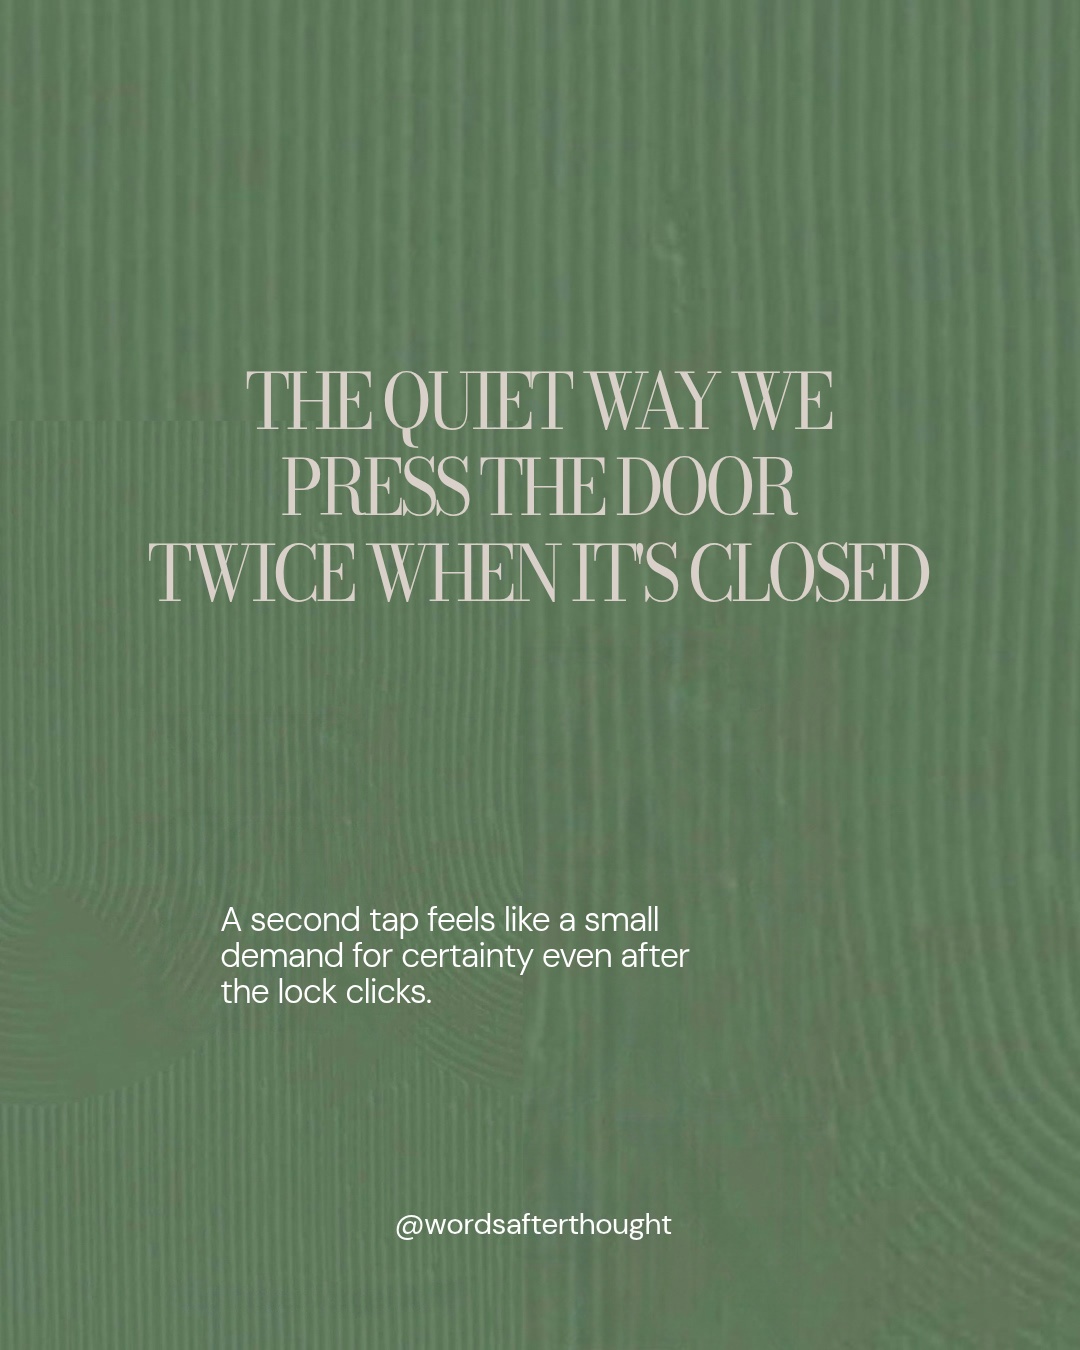 THE QUIET WAY WE
PRESS THE DOOR
TWICE WHEN IT'S CLOSED
A second tap feels like a small
demand for certainty even after
the lock clicks.
@wordsafterthought